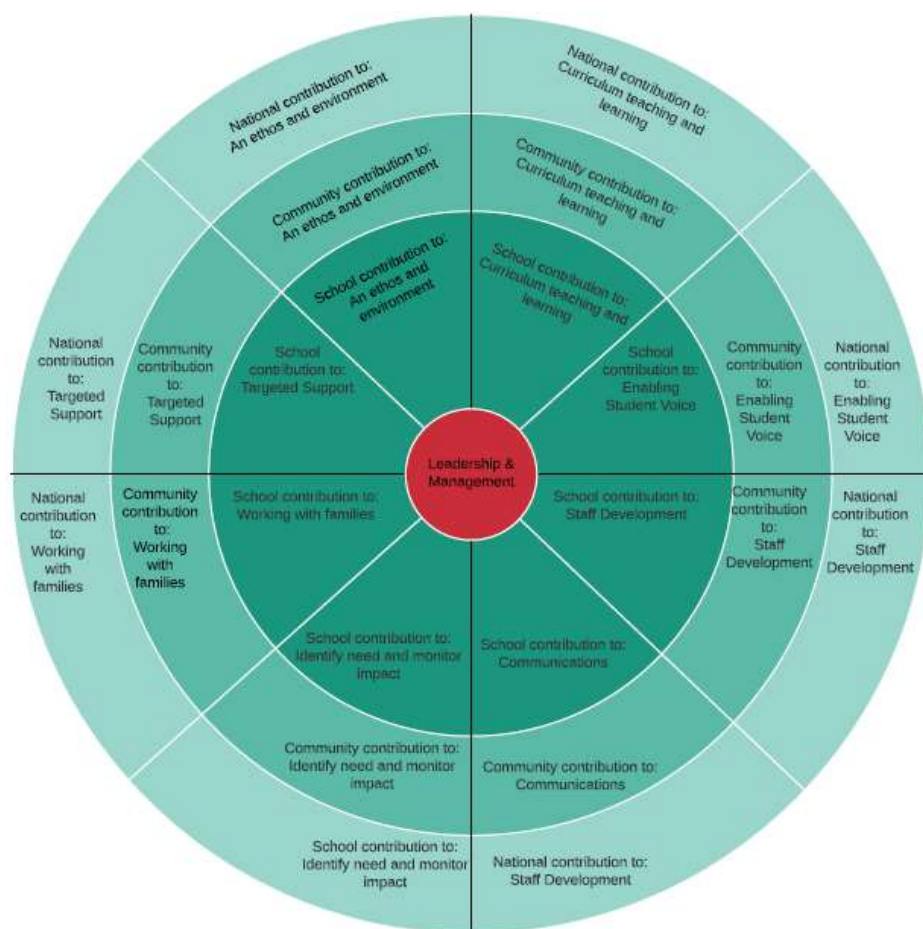 National contribution to:
An ethos and environment
National contribution to:
Curriculum teaching and
learning
Community contribution to:
An ethos and environment
Community contribution to:
Curriculum teaching and
learning
School contribution to:
An ethos and
environment
School contribution to:
Curriculum teaching and
learning
National
contribution
to:
Targeted
Support
Community
contribution
to:
Targeted
Support
School
contribution to:
Targeted Support
School
contribution to:
Enabling
Student Voice
Community
contribution
to:
Enabling
Student
Voice
National
contribution
to:
Enabling
Student
Voice
Leadership &
Management
National
contribution
to:
Working
with
families
Community
contribution
to:
Working
with
families
School contribution to:
Working with families
School contribution to:
Staff Development
Community
contribution
to:
Staff
Development
National
contribution
to:
Staff
Development
School contribution to:
Identify need and monitor
impact
School contribution to:
Communications
Community contribution to:
Identify need and monitor
impact
Community contribution to:
Communications
School contribution to:
Identify need and monitor
impact
National contribution to:
Staff Development